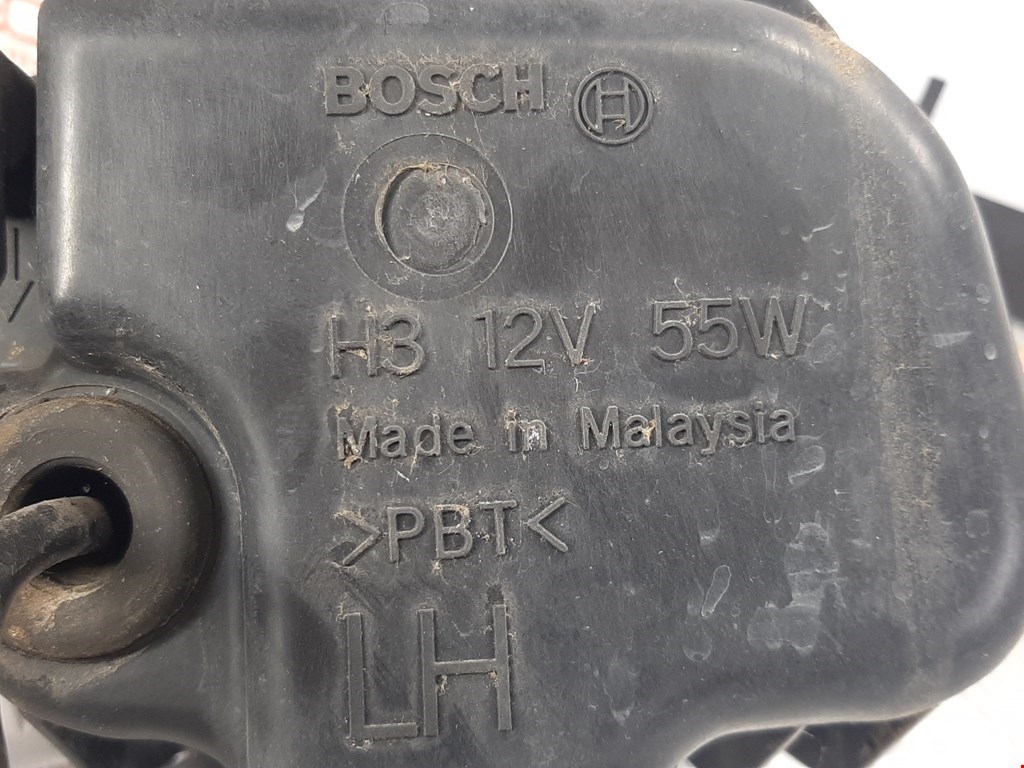 BOSCH
H3 12V 55W
Made in Malaysia
>PBT<
LH